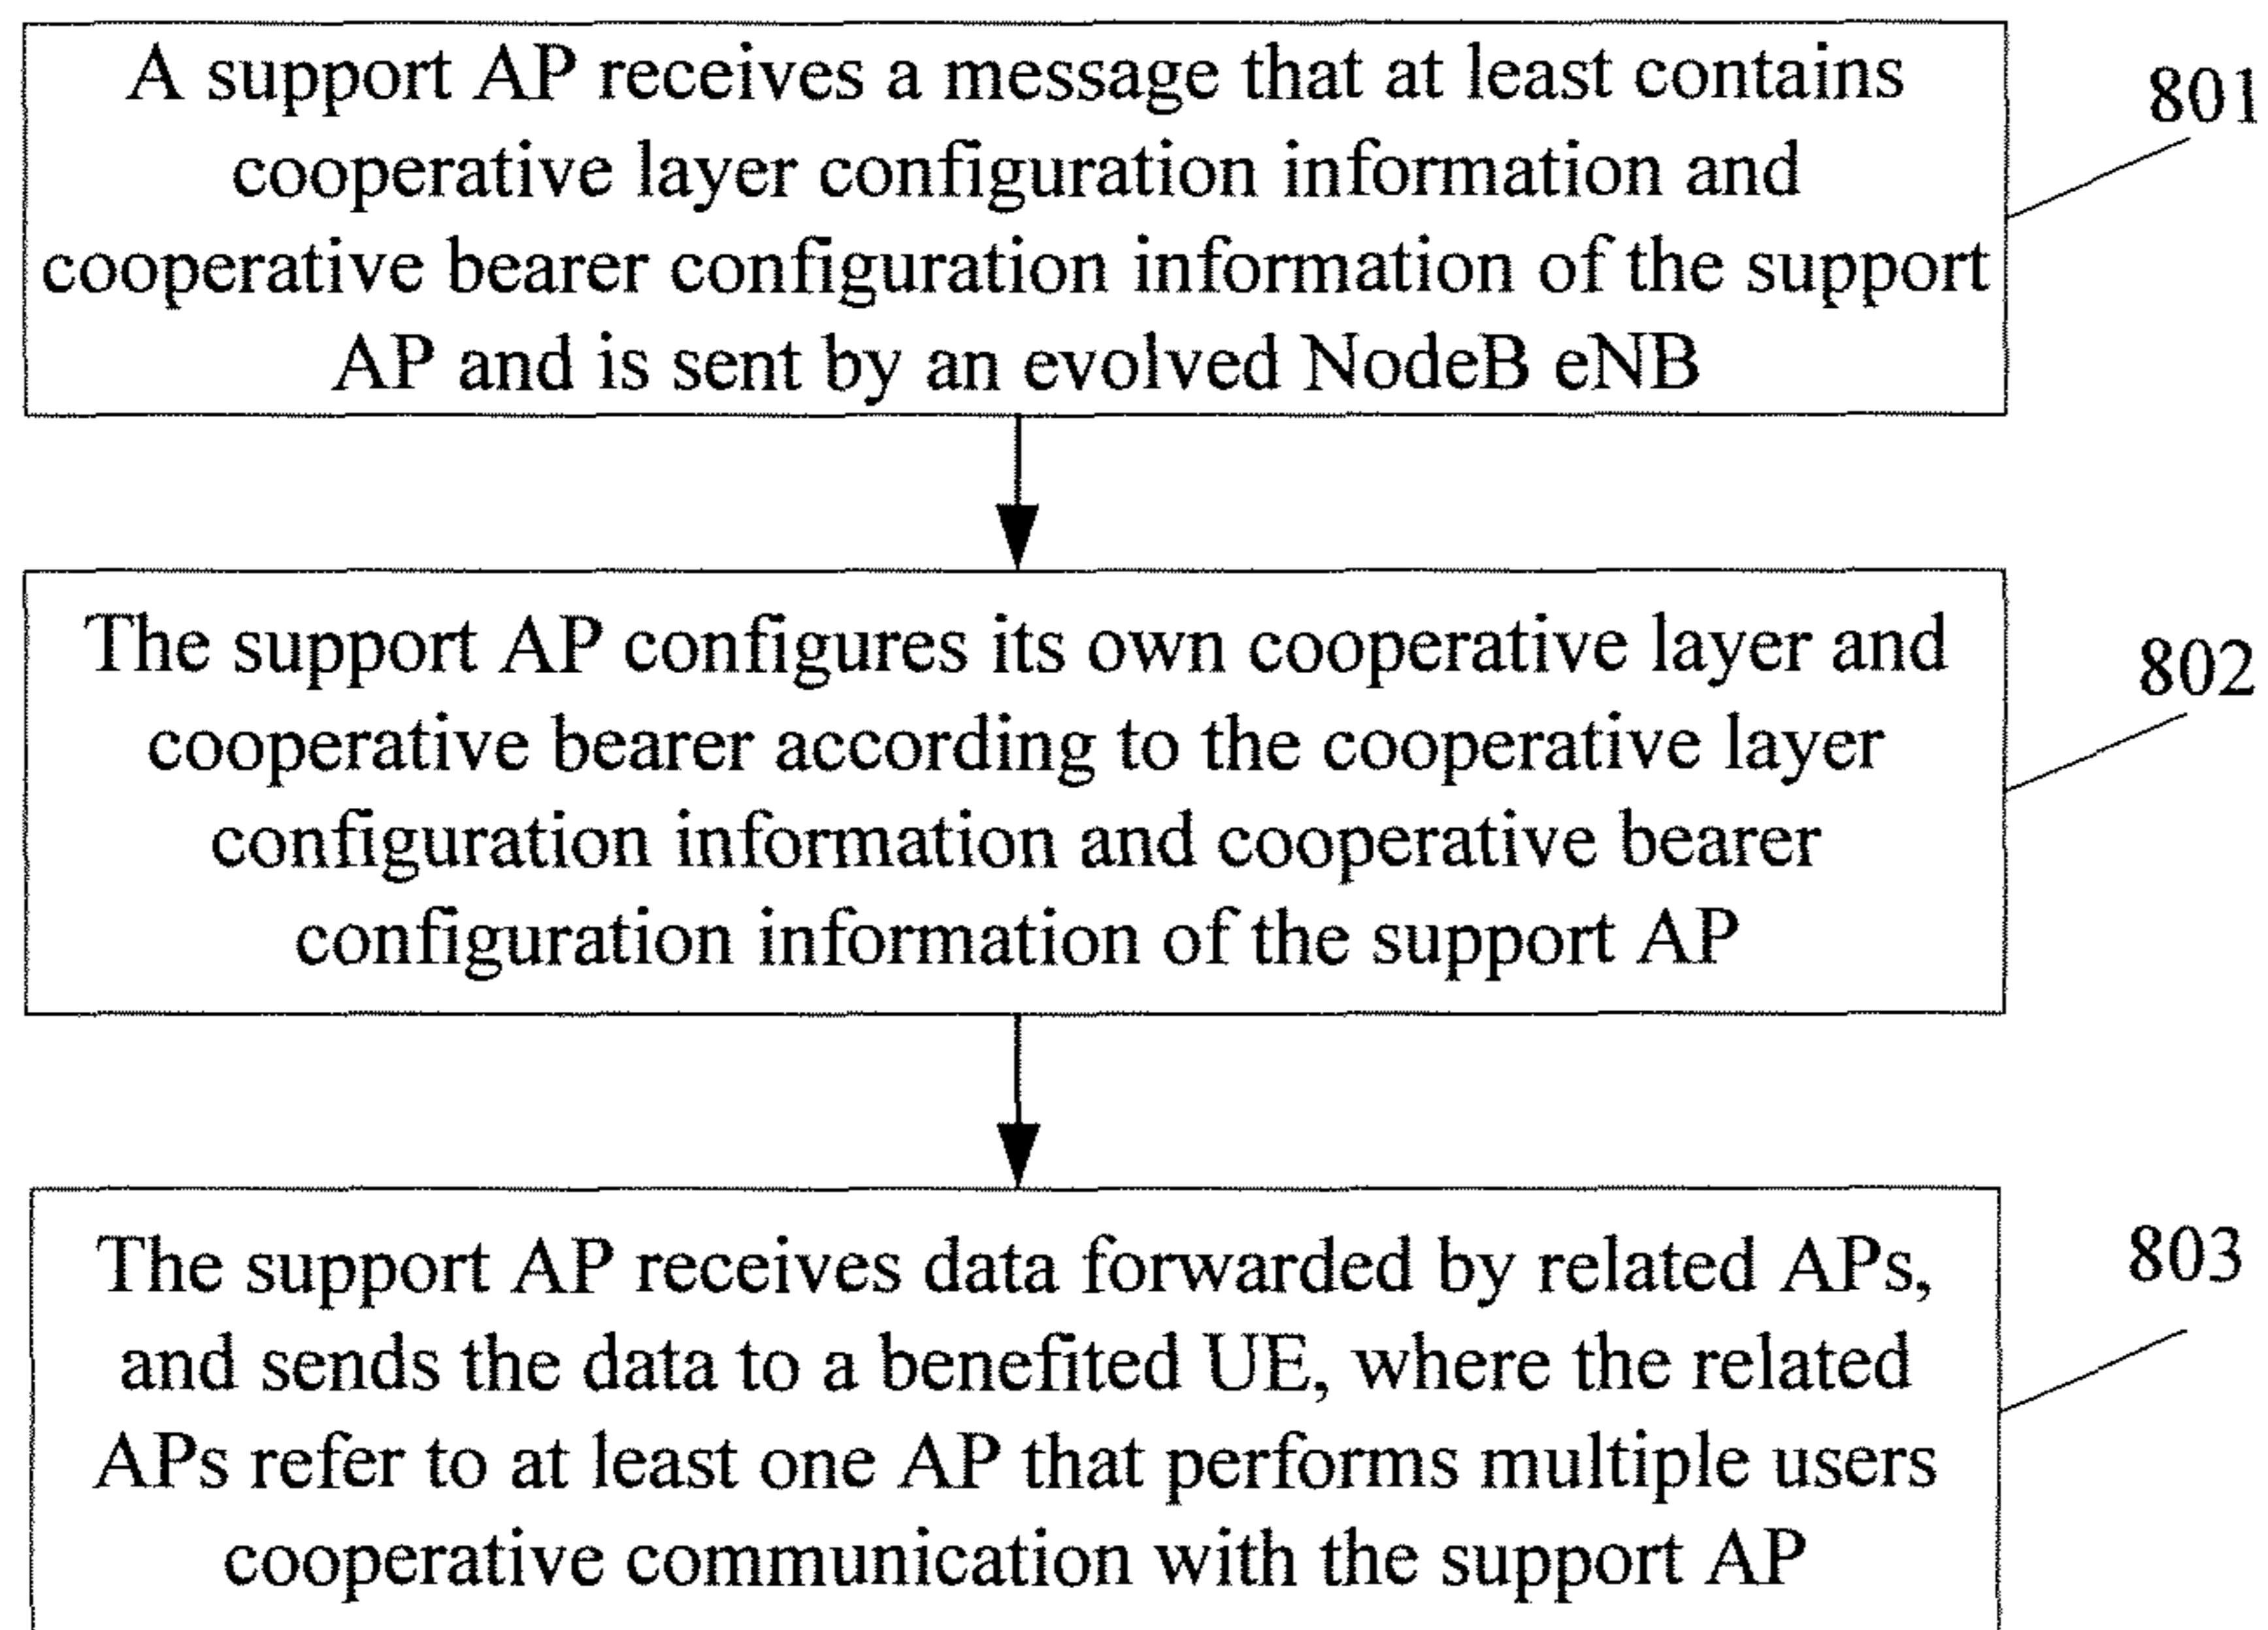 A support AP receives a message that at least contains
cooperative layer configuration information and
cooperative bearer configuration information of the support
AP and is sent by an evolved NodeB eNB
801
The support AP configures its own cooperative layer and
cooperative bearer according to the cooperative layer
configuration information and cooperative bearer
configuration information of the support AP
802
The support AP receives data forwarded by related APs,
and sends the data to a benefited UE, where the related
APs refer to at least one AP that performs multiple users
cooperative communication with the support AP
803